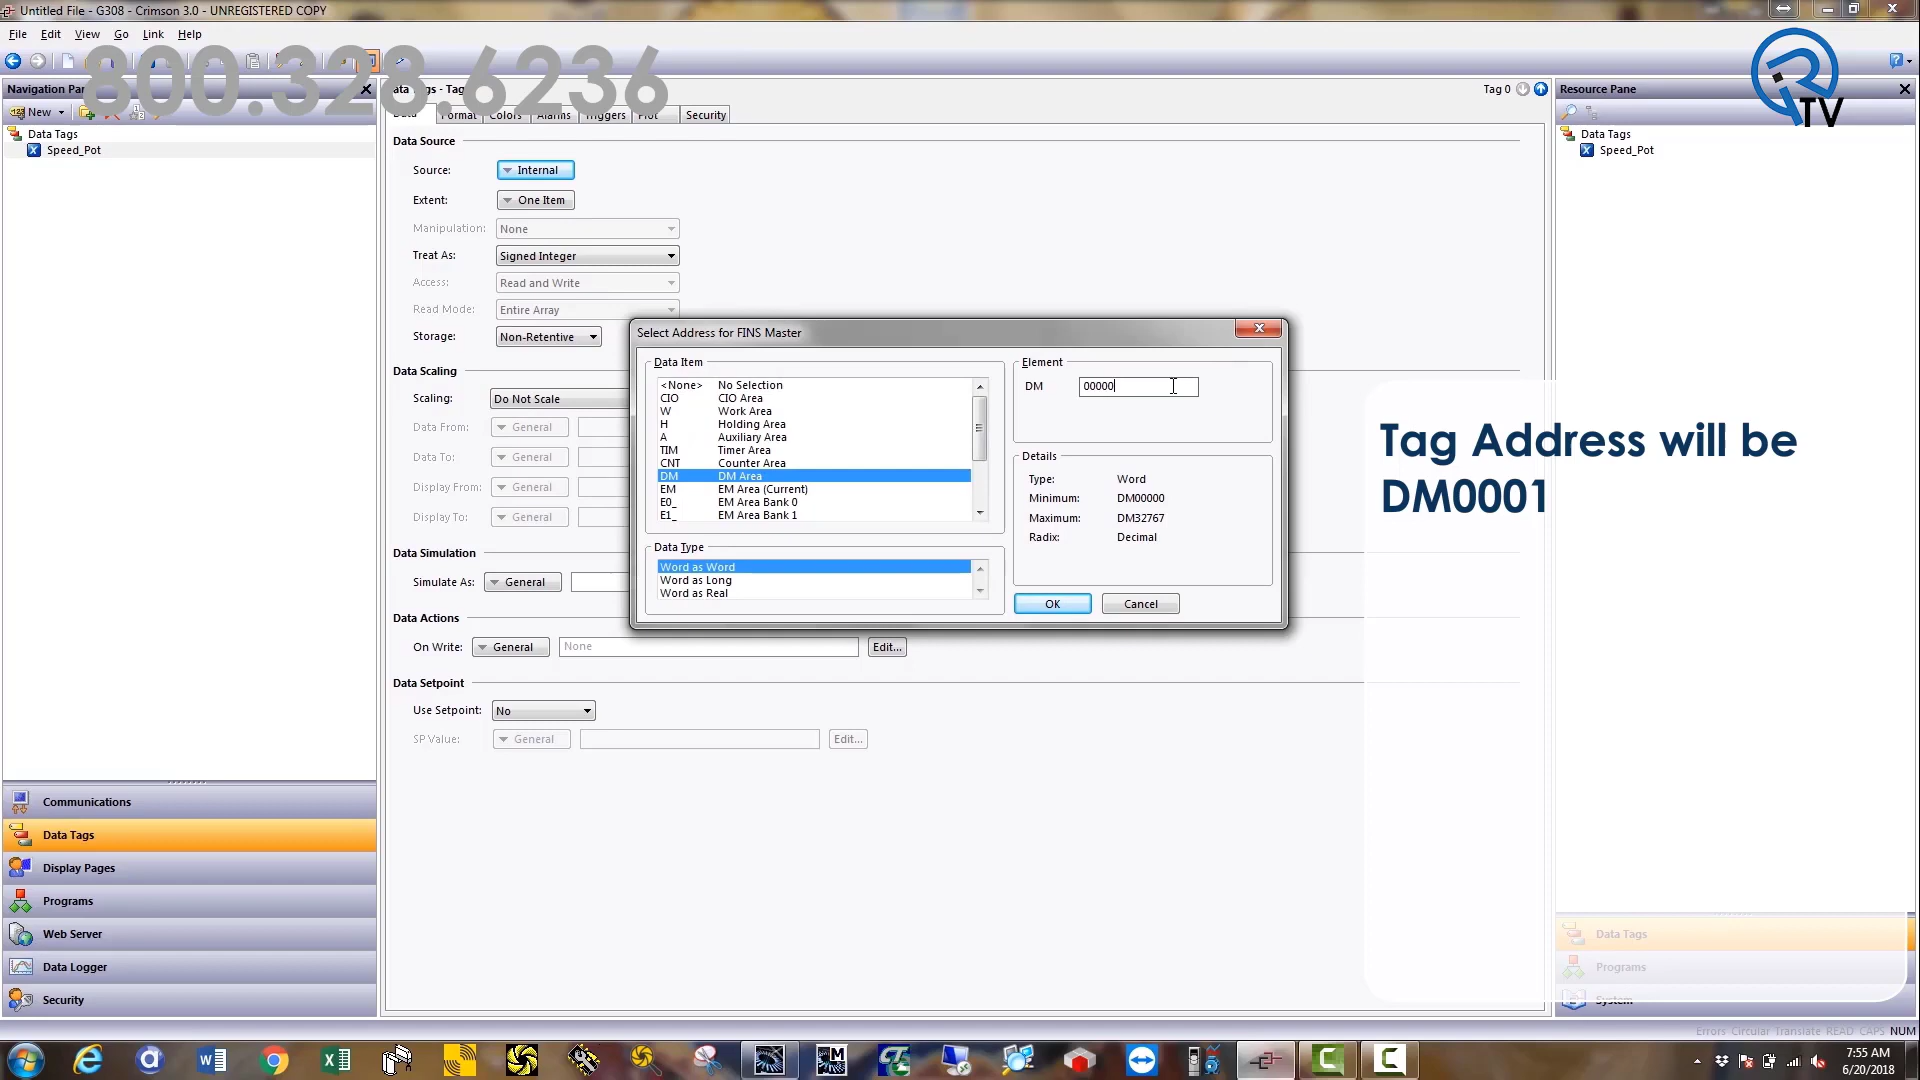 Untitled File - G308 - Crimson 3.0 - UNREGISTERED COPY
File Edit View Go Link Help
800.328.6236
TV
Navigation Pan
Tag 0
Resource Pane
New
Data Format Colors Alarms Triggers Plot Security
Data Tags
Speed_Pot
Data Tags
Speed_Pot
Data Source
Source: Internal
Extent: One Item
Manipulation: None
Treat As: Signed Integer
Access: Read and Write
Read Mode: Entire Array
Storage: Non-Retentive
Data Scaling
Scaling: Do Not Scale
Data From: General
Data To: General
Display From: General
Display To: General
Data Simulation
Simulate As: General
Data Actions
On Write: General None Edit...
Data Setpoint
Use Setpoint: No
SP Value: General Edit...
Select Address for FINS Master
Data Item
<None> No Selection
CIO CIO Area
W Work Area
H Holding Area
A Auxiliary Area
TIM Timer Area
CNT Counter Area
DM DM Area
EM EM Area (Current)
E0_ EM Area Bank 0
E1_ EM Area Bank 1
Data Type
Word as Word
Word as Long
Word as Real
Element
DM 00000
Details
Type: Word
Minimum: DM00000
Maximum: DM32767
Radix: Decimal
OK Cancel
Tag Address will be
DM0001
Communications
Data Tags
Display Pages
Programs
Web Server
Data Logger
Security
Data Tags
Programs
System
Errors Circular Translate READ CAPS NUM
7:55 AM
6/20/2018